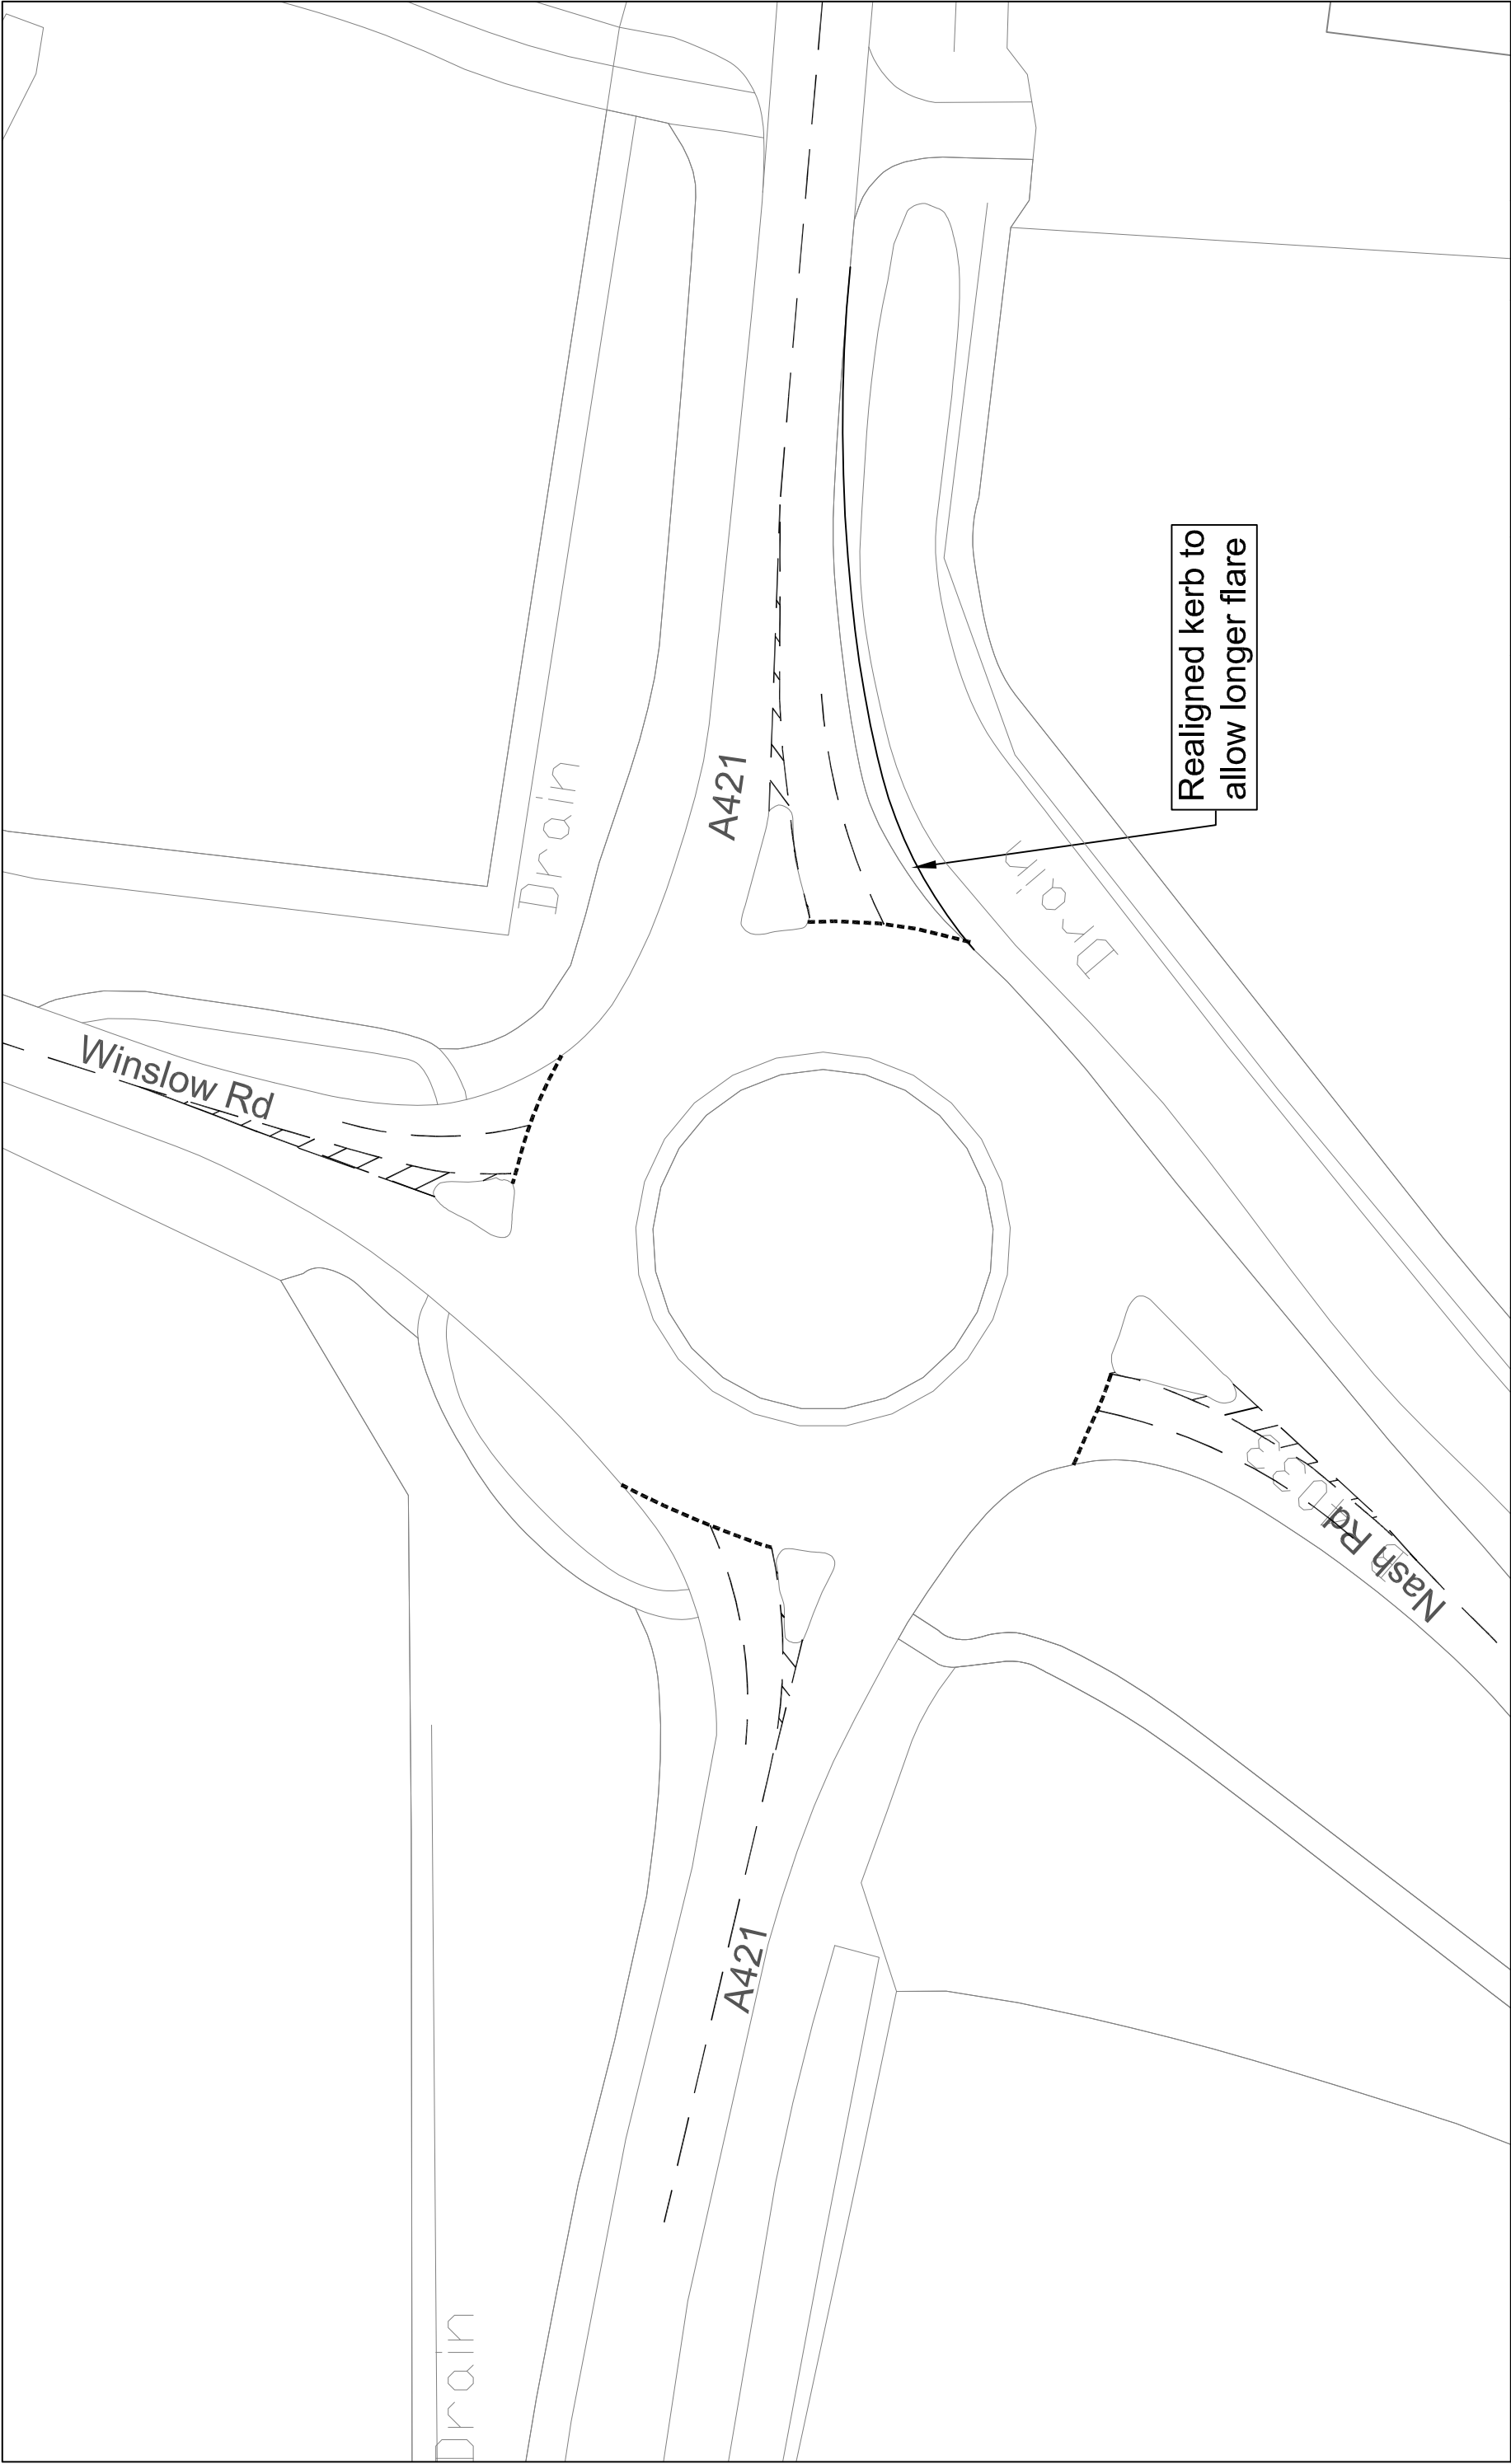 Winslow Rd
Drain
A421
Realigned kerb to
allow longer flare
Drain
Nash Rd
A421
Drain